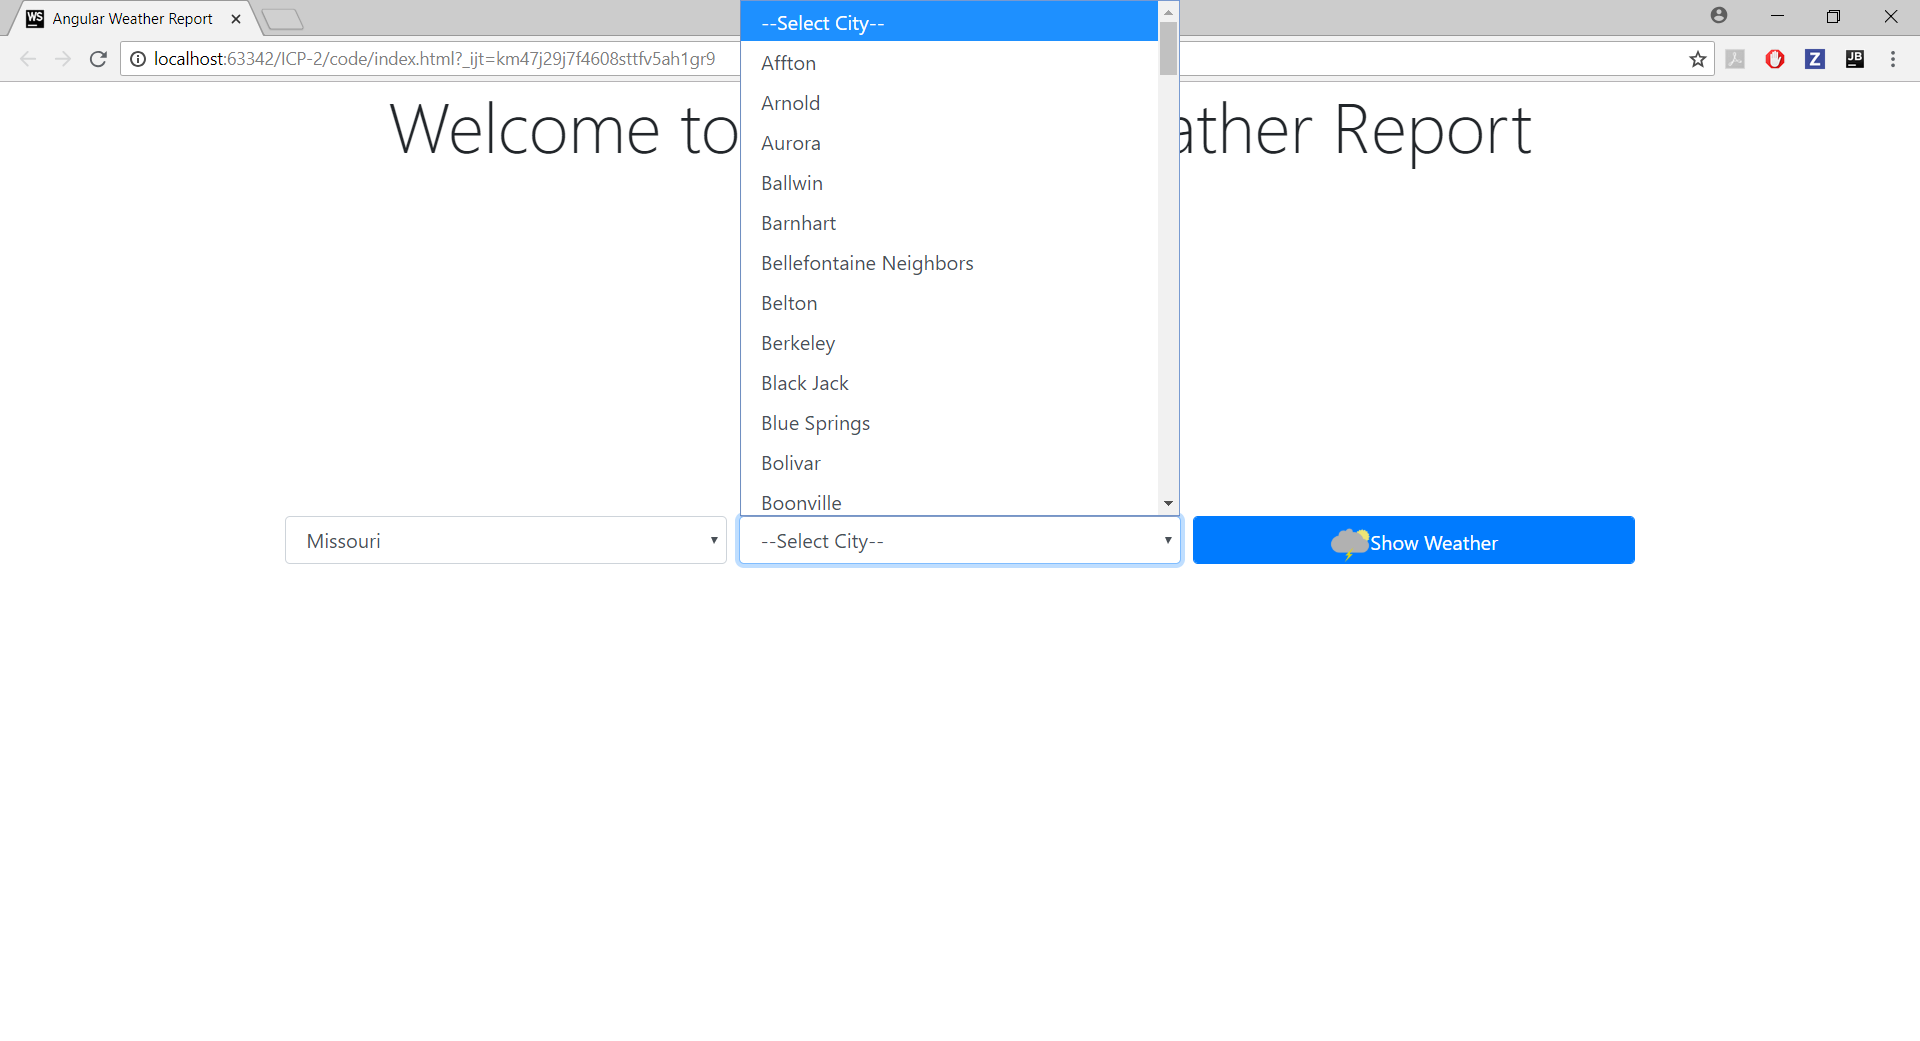 WS Angular Weather Report
localhost:63342/ICP-2/code/index.html?_ijt=km47j29j7f4608sttfv5ah1gr9
Z
JB
Welcome to
ather Report
--Select City--
Affton
Arnold
Aurora
Ballwin
Barnhart
Bellefontaine Neighbors
Belton
Berkeley
Black Jack
Blue Springs
Bolivar
Boonville
Missouri
--Select City--
Show Weather